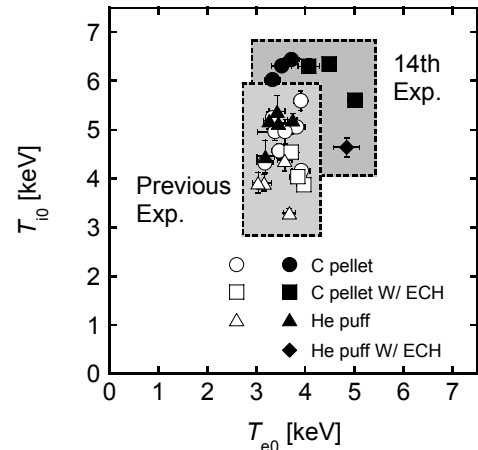 7
6
5
4
3
2
1
0
T_i0 [keV]
14th
Exp.
Previous
Exp.
C pellet
C pellet W/ ECH
He puff
He puff W/ ECH
0 1 2 3 4 5 6 7
T_e0 [keV]